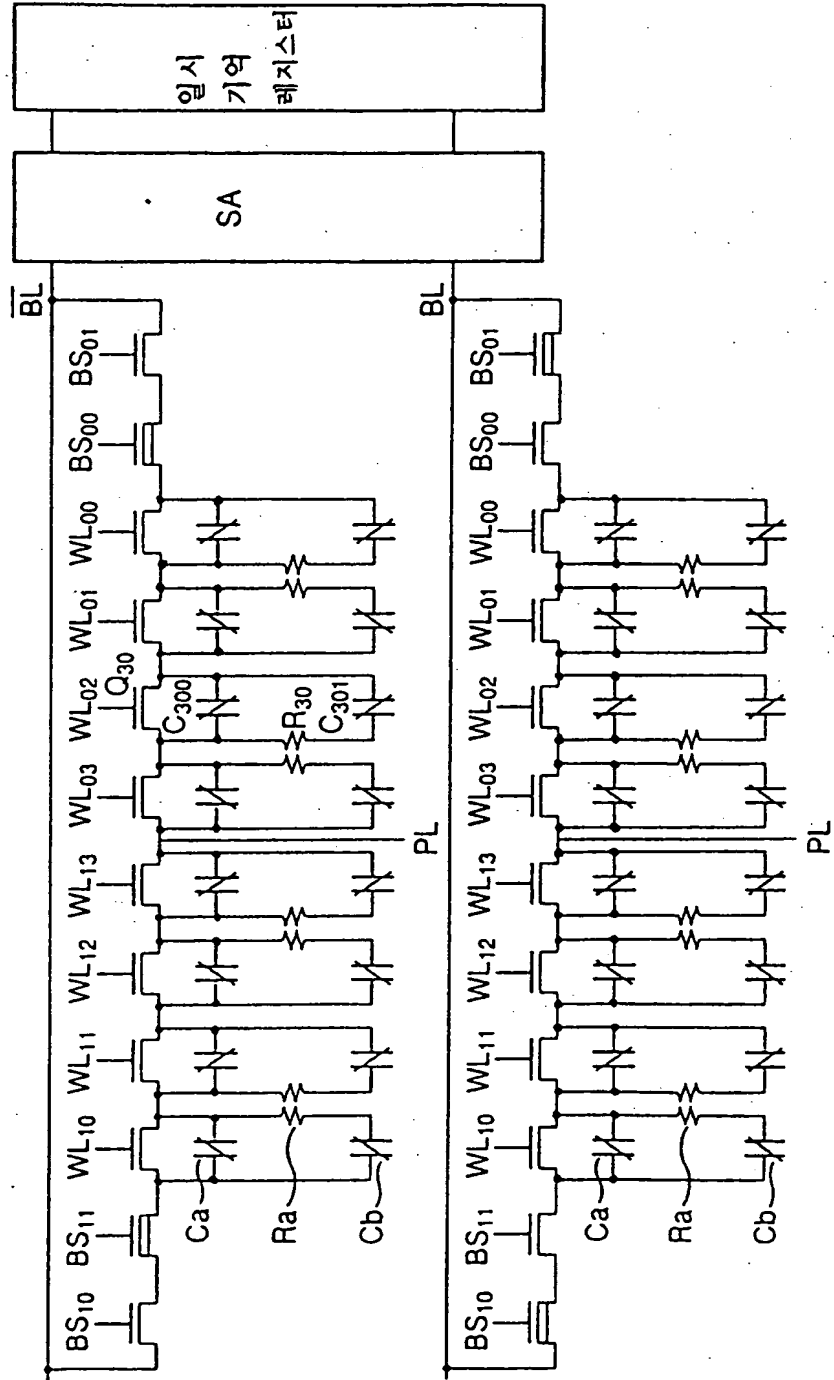 일시
기억
레지스터
SA
B̅L̅
BS10 BS11 WL10 WL11 WL12 WL13 WL03 WL02 WL01 WL00 BS00 BS01
Q30
C300
R30
C301
Ca
Ra
Cb
PL
BL
BS10 BS11 WL10 WL11 WL12 WL13 WL03 WL02 WL01 WL00 BS00 BS01
Ca
Ra
Cb
PL